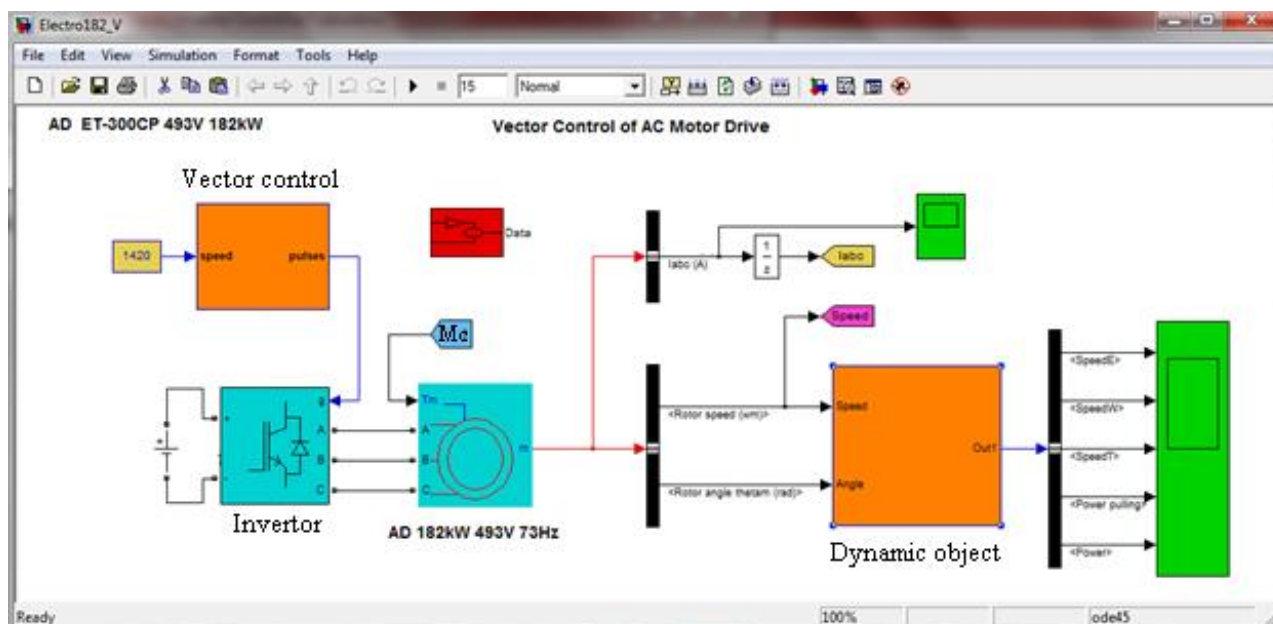 Electro182_V
File Edit View Simulation Format Tools Help
15 Normal
AD ET-300CP 493V 182kW
Vector Control of AC Motor Drive
Vector control
1420
speed
pulses
Data
Iabc (A)
1
z
Iabc
Speed
Mc
<Rotor speed (wm)>
<Rotor angle thetam (rad)>
Speed
Angle
Out1
<SpeedE>
<SpeedW>
<SpeedT>
<Power pulling>
<Power>
g
+
-
A
B
C
Tm
A
B
C
m
Invertor
AD 182kW 493V 73Hz
Dynamic object
Ready
100%
ode45